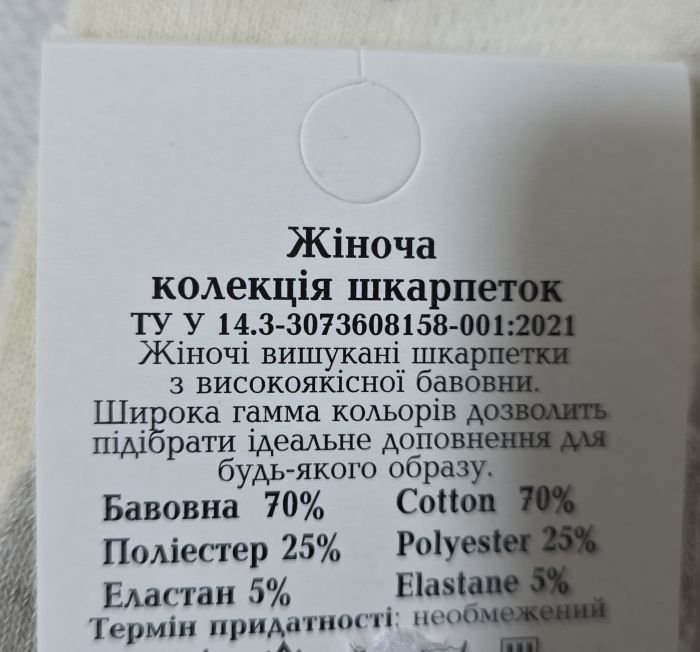 Жіноча
колекція шкарпеток
ТУ У 14.3-3073608158-001:2021
Жіночі вишукані шкарпетки
з високоякісної бавовни.
Широка гамма кольорів дозволить
підібрати ідеальне доповнення для
будь-якого образу.
Бавовна 70% Cotton 70%
Поліестер 25% Polyester 25%
Еластан 5% Elastane 5%
Термін придатності: необмежений